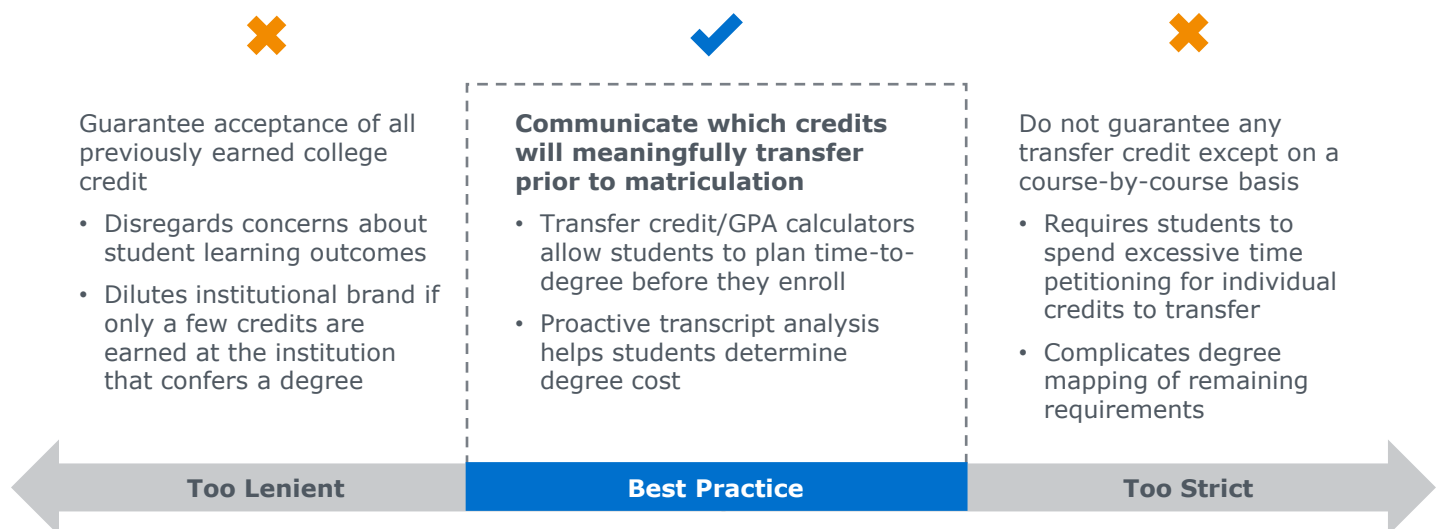 Guarantee acceptance of all
previously earned college
credit
• Disregards concerns about
student learning outcomes
• Dilutes institutional brand if
only a few credits are
earned at the institution
that confers a degree
Communicate which credits
will meaningfully transfer
prior to matriculation
• Transfer credit/GPA calculators
allow students to plan time-to-
degree before they enroll
• Proactive transcript analysis
helps students determine
degree cost
Do not guarantee any
transfer credit except on a
course-by-course basis
• Requires students to
spend excessive time
petitioning for individual
credits to transfer
• Complicates degree
mapping of remaining
requirements
Too Lenient
Best Practice
Too Strict